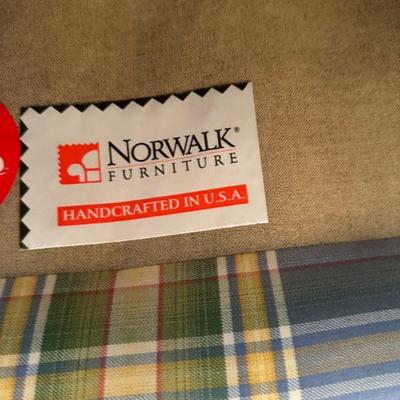 NORWALK®
FURNITURE
HANDCRAFTED IN U.S.A.